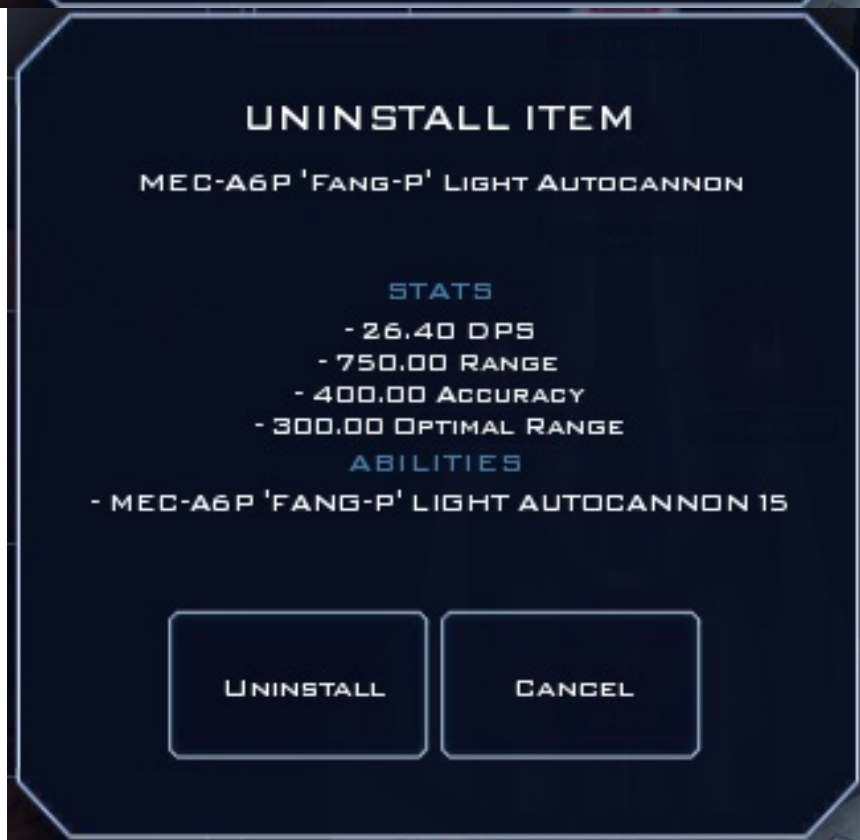 UNINSTALL ITEM
MEC-A6P 'FANG-P' LIGHT AUTOCANNON
STATS
- 26.40 DPS
- 750.00 RANGE
- 400.00 ACCURACY
- 300.00 OPTIMAL RANGE
ABILITIES
- MEC-A6P 'FANG-P' LIGHT AUTOCANNON 15
UNINSTALL
CANCEL